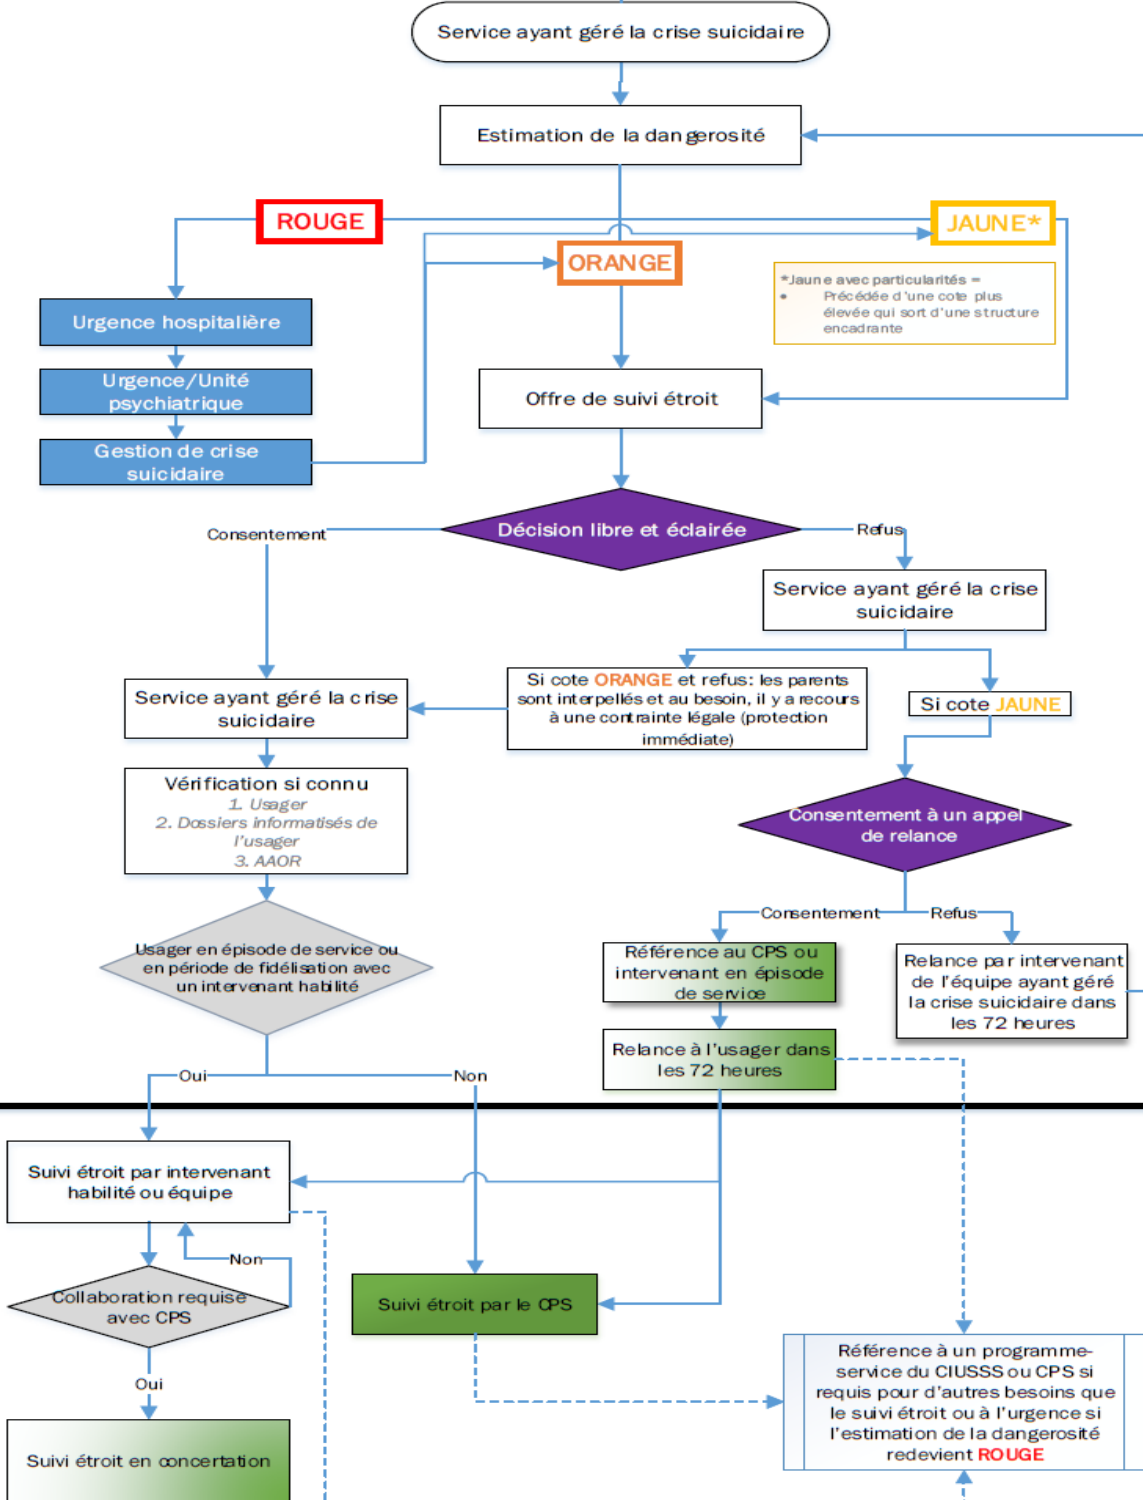 Service ayant géré la crise suicidaire
Estimation de la dangerosité
ROUGE
JAUNE*
ORANGE
*Jaune avec particularités =
• Précédée d'une cote plus
élevée qui sort d'une structure
encadrante
Urgence hospitalière
Urgence/Unité
psychiatrique
Gestion de crise
suicidaire
Offre de suivi étroit
Décision libre et éclairée
Consentement
Refus
Service ayant géré la crise
suicidaire
Service ayant géré la crise
suicidaire
Si cote ORANGE et refus: les parents
sont interpellés et au besoin, il y a recours
à une contrainte légale (protection
immédiate)
Si cote JAUNE
Vérification si connu
1. Usager
2. Dossiers informatisés de
l'usager
3. AAOR
Consentement à un appel
de relance
Consentement
Refus
Usager en épisode de service ou
en période de fidélisation avec
un intervenant habilité
Référence au CPS ou
intervenant en épisode
de service
Relance par intervenant
de l'équipe ayant géré
la crise suicidaire dans
les 72 heures
Relance à l'usager dans
les 72 heures
Oui
Non
Suivi étroit par intervenant
habilité ou équipe
Non
Collaboration requise
avec CPS
Suivi étroit par le CPS
Oui
Suivi étroit en concertation
Référence à un programme-
service du CIUSSS ou CPS si
requis pour d'autres besoins que
le suivi étroit ou à l'urgence si
l'estimation de la dangerosité
redevient ROUGE